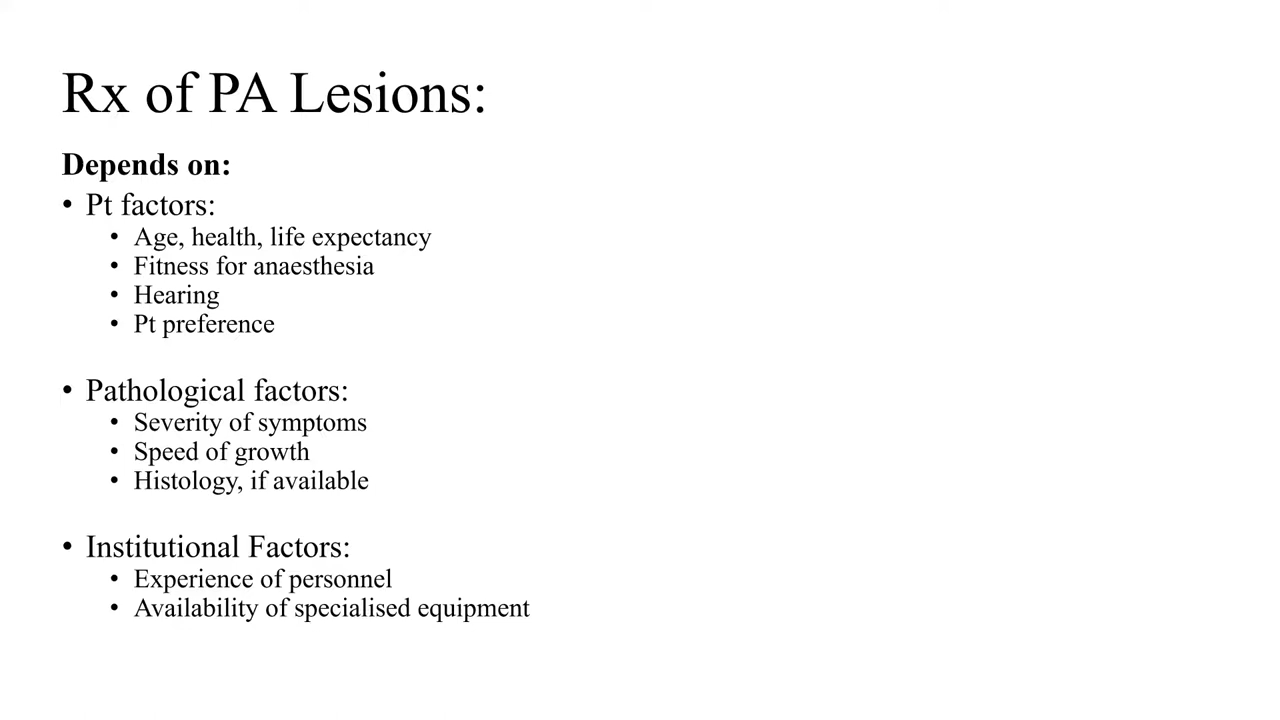 Rx of PA Lesions:
Depends on:
• Pt factors:
• Age, health, life expectancy
• Fitness for anaesthesia
• Hearing
• Pt preference
• Pathological factors:
• Severity of symptoms
• Speed of growth
• Histology, if available
• Institutional Factors:
• Experience of personnel
• Availability of specialised equipment